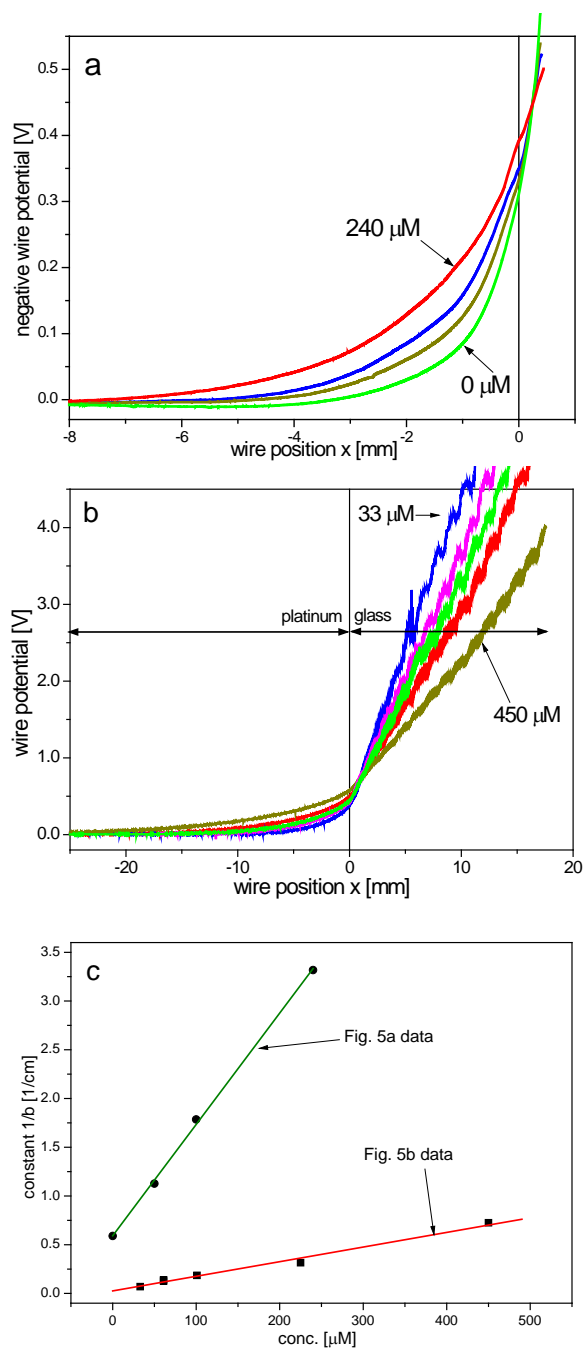 a
negative wire potential [V]
0.5
0.4
0.3
0.2
0.1
0.0
240 μM
0 μM
-8
-6
-4
-2
0
wire position x [mm]
b
wire potential [V]
4.0
3.0
2.0
1.0
0.0
33 μM
platinum
glass
450 μM
-20
-10
0
10
20
wire position x [mm]
c
constant 1/b [1/cm]
3.5
3.0
2.5
2.0
1.5
1.0
0.5
0.0
Fig. 5a data
Fig. 5b data
0
100
200
300
400
500
conc. [μM]